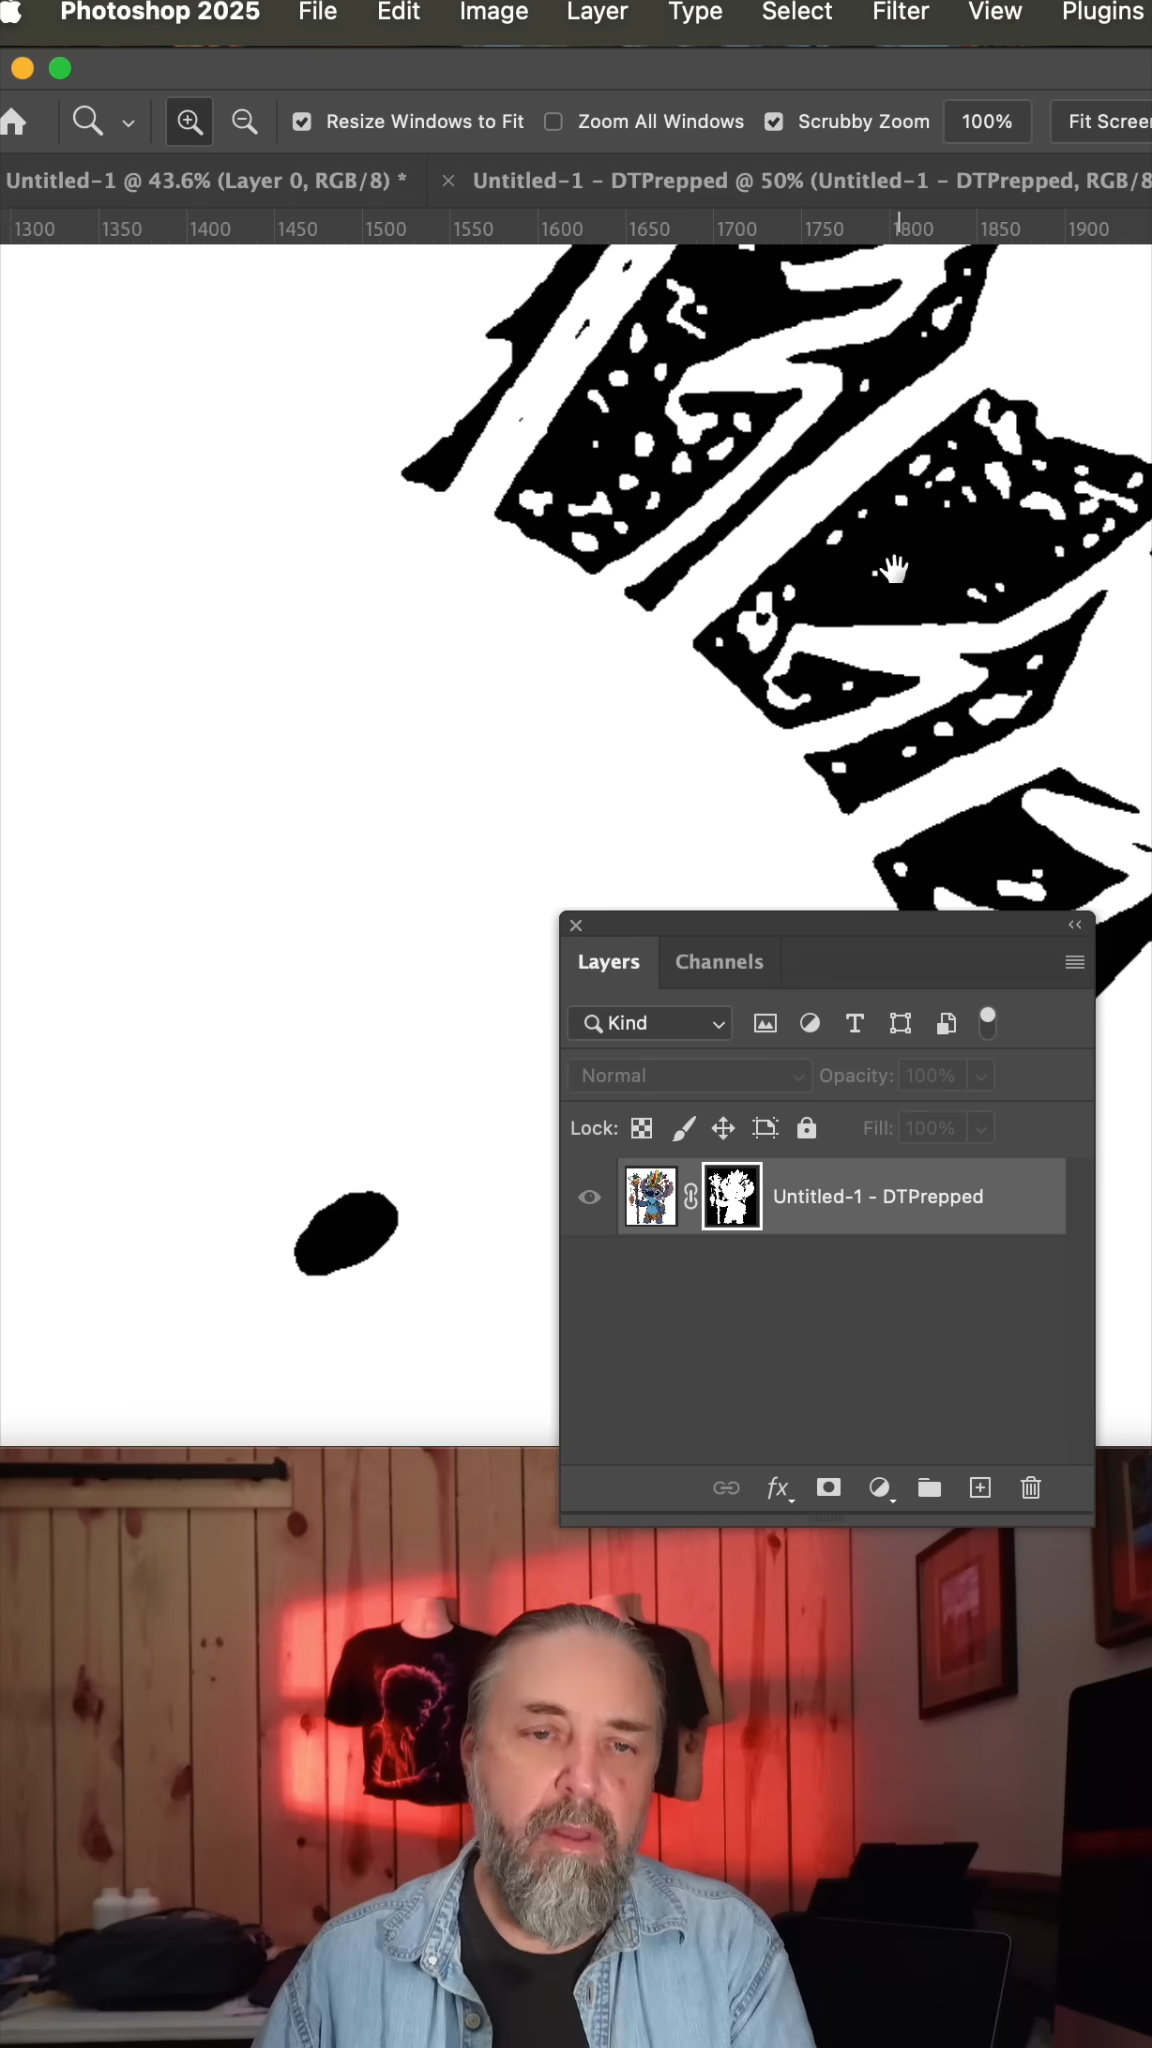 Photoshop 2025 File Edit Image Layer Type Select Filter View Plugins
Resize Windows to Fit Zoom All Windows Scrubby Zoom 100% Fit Screen
Untitled-1 @ 43.6% (Layer 0, RGB/8) * × Untitled-1 - DTPrepped @ 50% (Untitled-1 - DTPrepped, RGB/8
1300 1350 1400 1450 1500 1550 1600 1650 1700 1750 1800 1850 1900
Layers Channels
Kind
Normal Opacity: 100%
Lock: Fill: 100%
Untitled-1 - DTPrepped
fx